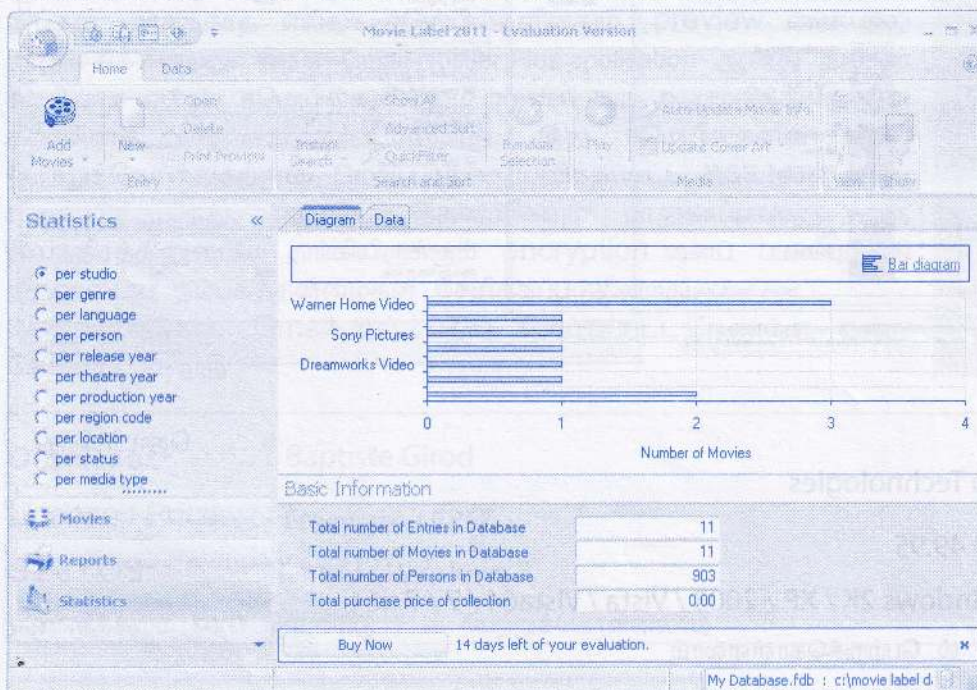 Movie Label 2011 - Evaluation Version
Home Data
Add Movies
New
Open
Delete
Print Preview
Entry
Instant Search
Show All
Advanced Sort
QuickFilter
Search and Sort
Random Selection
Play
Auto Update Movie Info
Update Cover Art
Media
View
Show
Statistics «
per studio
per genre
per language
per person
per release year
per theatre year
per production year
per region code
per location
per status
per media type
Movies
Reports
Statistics
Diagram Data
Bar diagram
Warner Home Video
Sony Pictures
Dreamworks Video
0 1 2 3 4
Number of Movies
Basic Information
Total number of Entries in Database 11
Total number of Movies in Database 11
Total number of Persons in Database 903
Total purchase price of collection 0.00
Buy Now 14 days left of your evaluation.
My Database.fdb : c:\movie label d